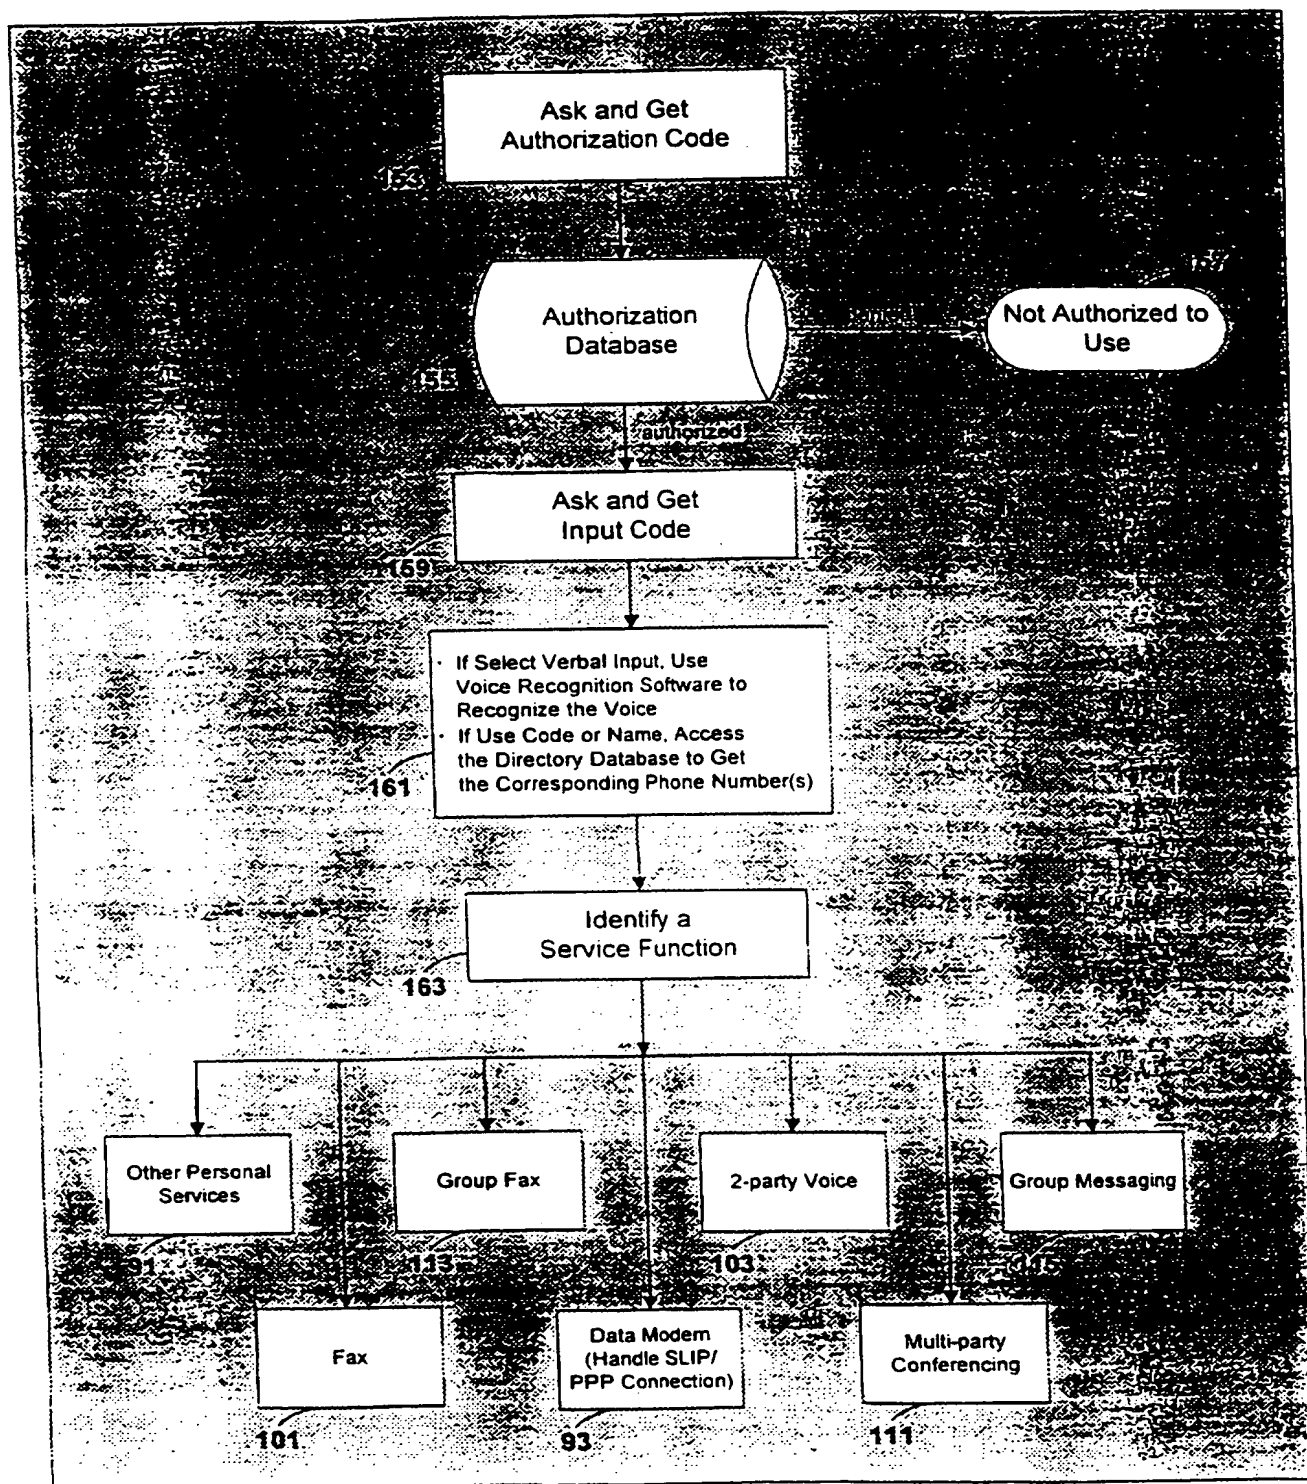 Ask and Get
Authorization Code
153
Authorization
Database
155
157
Not Authorized to
Use
authorized
Ask and Get
Input Code
159
· If Select Verbal Input, Use
Voice Recognition Software to
Recognize the Voice
· If Use Code or Name, Access
the Directory Database to Get
the Corresponding Phone Number(s)
161
Identify a
Service Function
163
Other Personal
Services
91
Group Fax
113
2-party Voice
103
Group Messaging
115
Fax
101
Data Modem
(Handle SLIP/
PPP Connection)
93
Multi-party
Conferencing
111